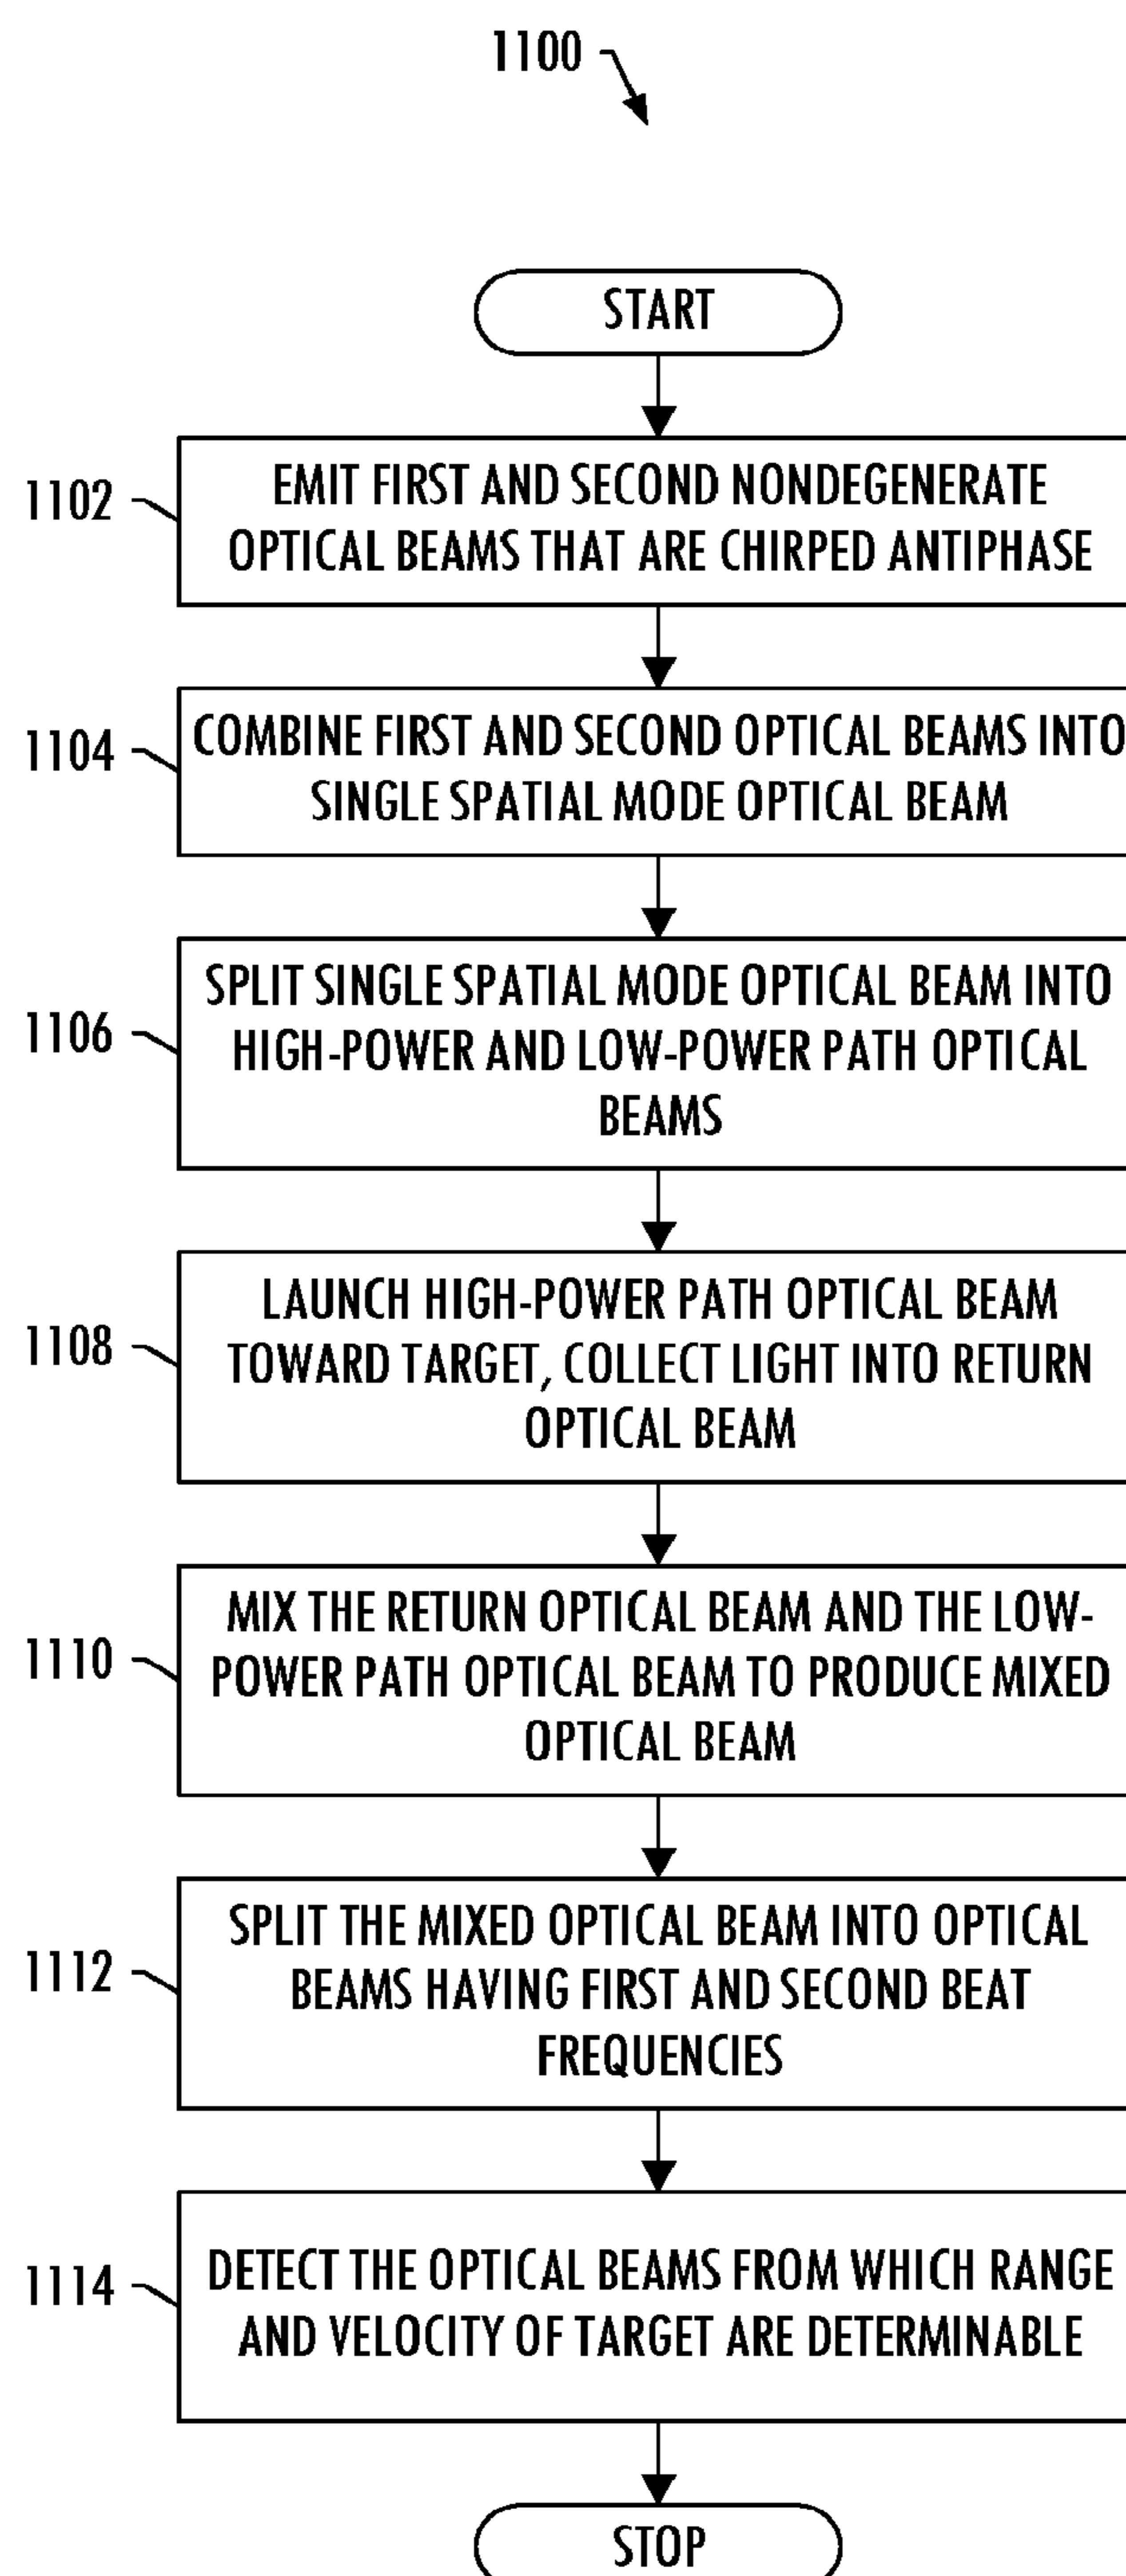 1100
START
1102
EMIT FIRST AND SECOND NONDEGENERATE
OPTICAL BEAMS THAT ARE CHIRPED ANTIPHASE
1104
COMBINE FIRST AND SECOND OPTICAL BEAMS INTO
SINGLE SPATIAL MODE OPTICAL BEAM
1106
SPLIT SINGLE SPATIAL MODE OPTICAL BEAM INTO
HIGH-POWER AND LOW-POWER PATH OPTICAL
BEAMS
1108
LAUNCH HIGH-POWER PATH OPTICAL BEAM
TOWARD TARGET, COLLECT LIGHT INTO RETURN
OPTICAL BEAM
1110
MIX THE RETURN OPTICAL BEAM AND THE LOW-
POWER PATH OPTICAL BEAM TO PRODUCE MIXED
OPTICAL BEAM
1112
SPLIT THE MIXED OPTICAL BEAM INTO OPTICAL
BEAMS HAVING FIRST AND SECOND BEAT
FREQUENCIES
1114
DETECT THE OPTICAL BEAMS FROM WHICH RANGE
AND VELOCITY OF TARGET ARE DETERMINABLE
STOP